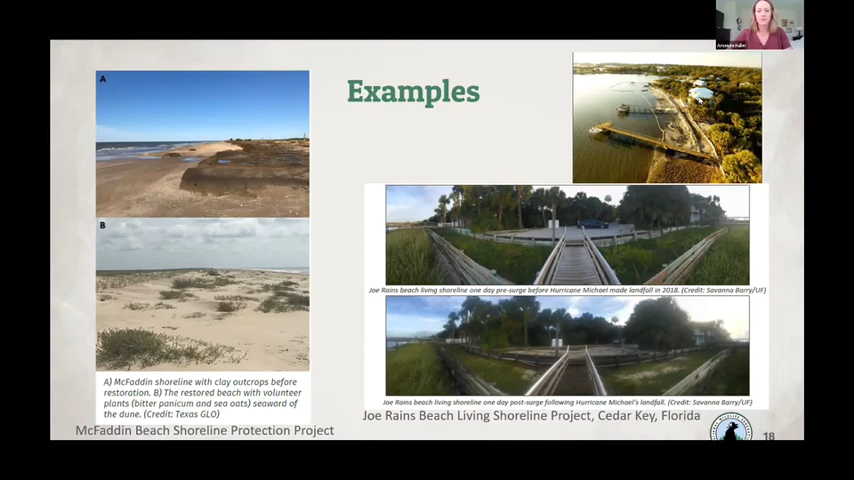 Amanda Fuller
Examples
A
B
A) McFaddin shoreline with clay outcrops before
restoration. B) The restored beach with volunteer
plants (bitter panicum and sea oats) seaward of
the dune. (Credit: Texas GLO)
McFaddin Beach Shoreline Protection Project
Joe Rains beach living shoreline one day pre-surge before Hurricane Michael made landfall in 2018. (Credit: Savanna Barry/UF)
Joe Rains beach living shoreline one day post-surge following Hurricane Michael's landfall. (Credit: Savanna Barry/UF)
Joe Rains Beach Living Shoreline Project, Cedar Key, Florida
18